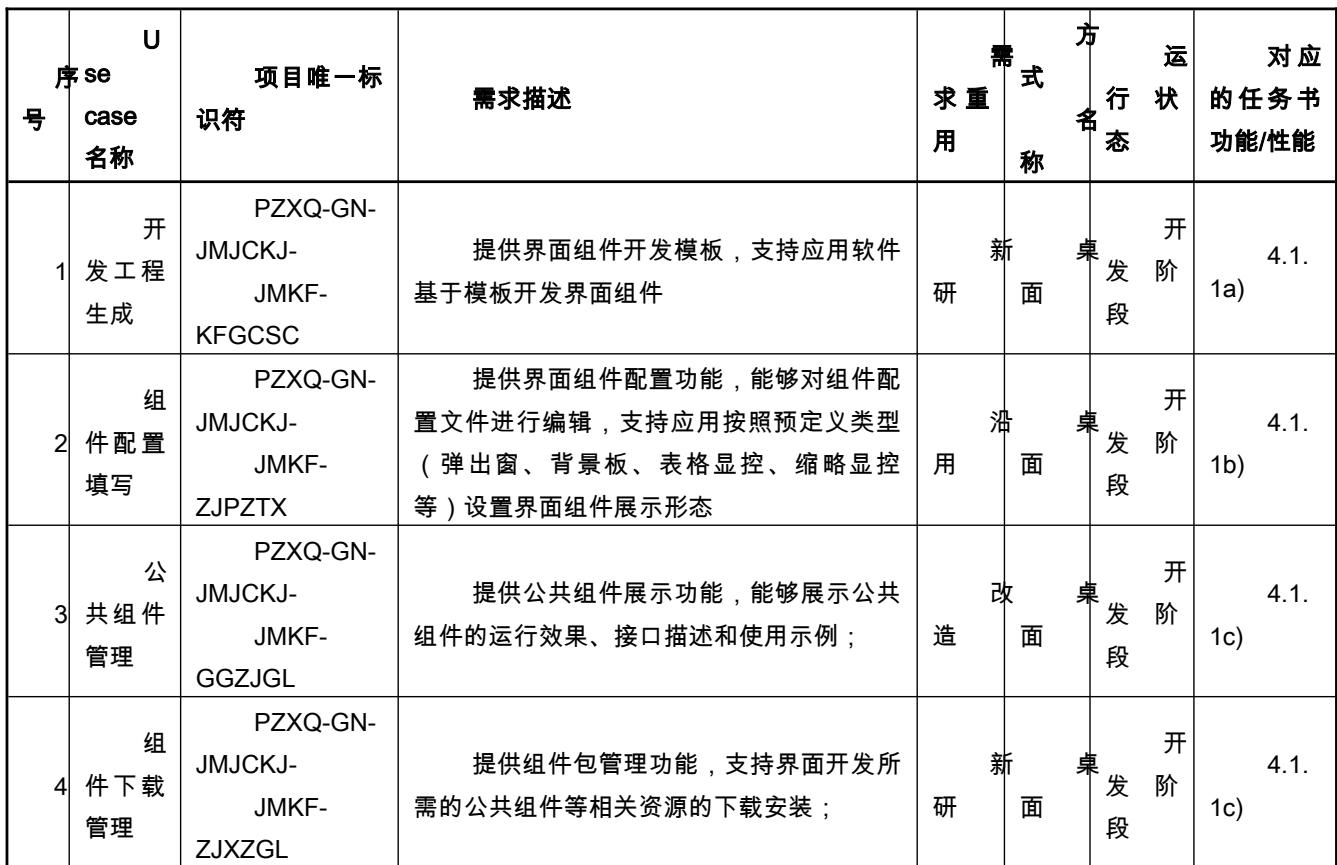 序号 Use case 名称 项目唯一标识符 需求描述 需求重用 方式名称 运行状态 对应的任务书功能/性能
1 开发工程生成 PZXQ-GN-JMJCKJ-JMKF-KFGCSC 提供界面组件开发模板，支持应用软件基于模板开发界面组件 新研 桌面 开发阶段 4.1.1a)
2 组件配置填写 PZXQ-GN-JMJCKJ-JMKF-ZJPZTX 提供界面组件配置功能，能够对组件配置文件进行编辑，支持应用按照预定义类型（弹出窗、背景板、表格显控、缩略显控等）设置界面组件展示形态 沿用 桌面 开发阶段 4.1.1b)
3 公共组件管理 PZXQ-GN-JMJCKJ-JMKF-GGZJGL 提供公共组件展示功能，能够展示公共组件的运行效果、接口描述和使用示例； 改造 桌面 开发阶段 4.1.1c)
4 组件下载管理 PZXQ-GN-JMJCKJ-JMKF-ZJXZGL 提供组件包管理功能，支持界面开发所需的公共组件等相关资源的下载安装； 新研 桌面 开发阶段 4.1.1c)